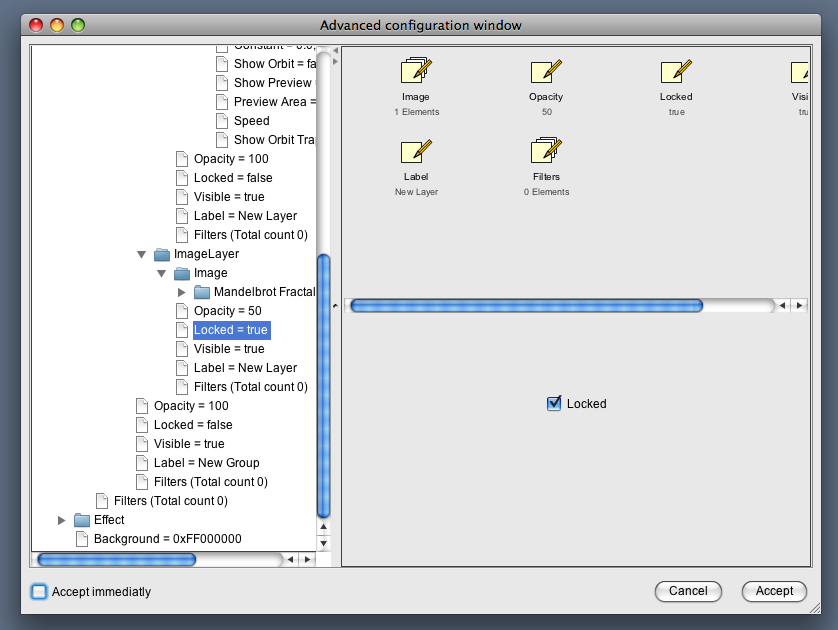 Advanced configuration window
Constant = 0.0,
Show Orbit = fa
Show Preview
Preview Area =
Speed
Show Orbit Tra
Opacity = 100
Locked = false
Visible = true
Label = New Layer
Filters (Total count 0)
ImageLayer
Image
Mandelbrot Fractal
Opacity = 50
Locked = true
Visible = true
Label = New Layer
Filters (Total count 0)
Opacity = 100
Locked = false
Visible = true
Label = New Group
Filters (Total count 0)
Filters (Total count 0)
Effect
Background = 0xFF000000
Image
1 Elements
Opacity
50
Locked
true
Visi
tru
Label
New Layer
Filters
0 Elements
Locked
Accept immediatly
Cancel
Accept